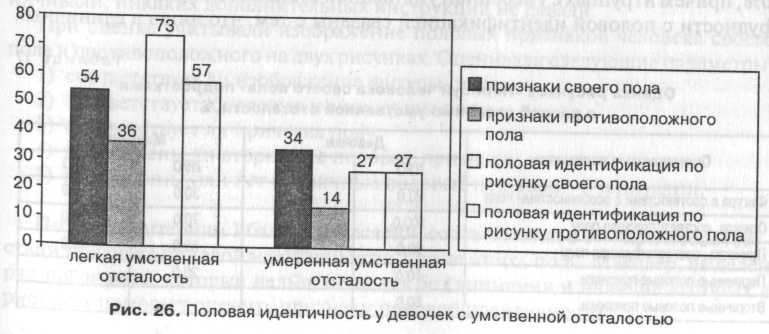 80
70
60
50
40
30
20
10
0
54
36
73
57
34
14
27
27
легкая умственная
отсталость
умеренная умственная
отсталость
признаки своего пола
признаки противоположного
пола
половая идентификация по
рисунку своего пола
половая идентификация по
рисунку противоположного пола
Рис. 26. Половая идентичность у девочек с умственной отсталостью